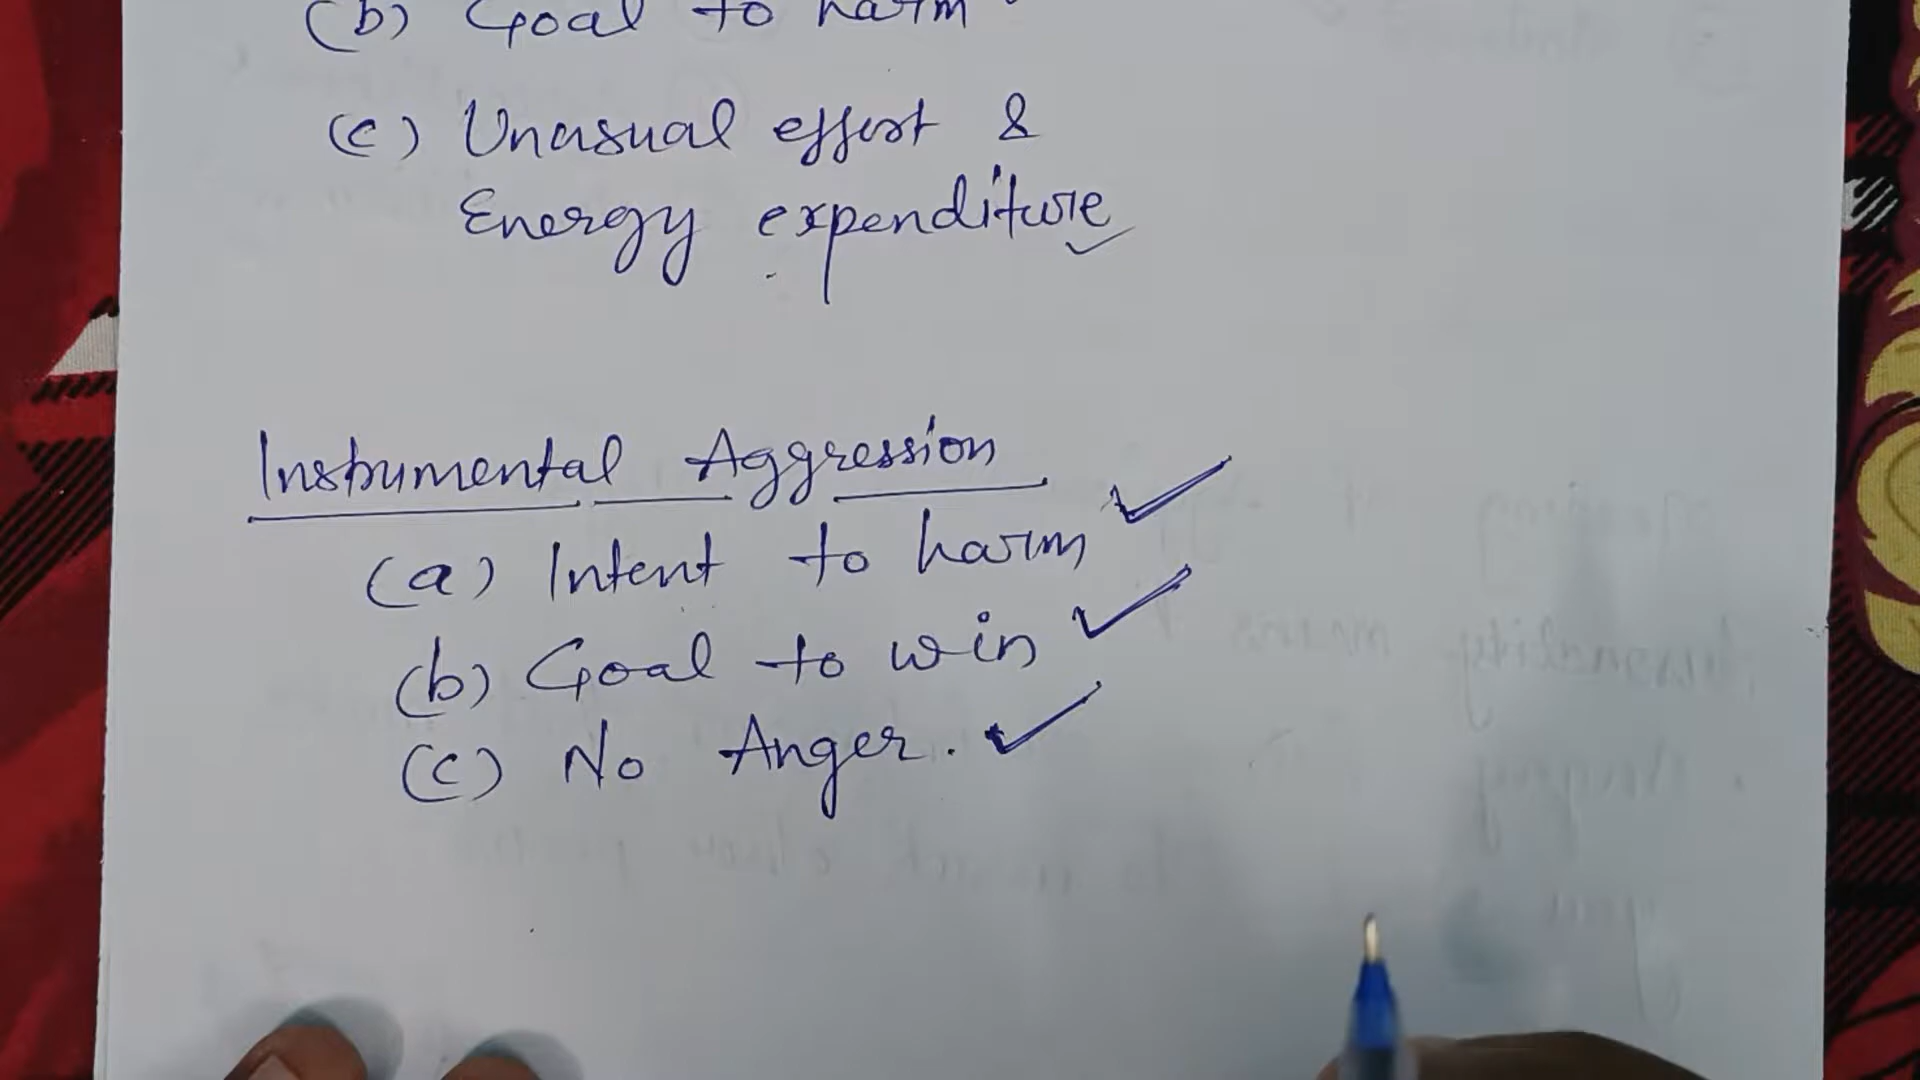 (b) Goal to harm
(c) Unusual effort &
Energy expenditure
Instrumental Aggression
(a) Intent to harm
(b) Goal to win
(c) No Anger.